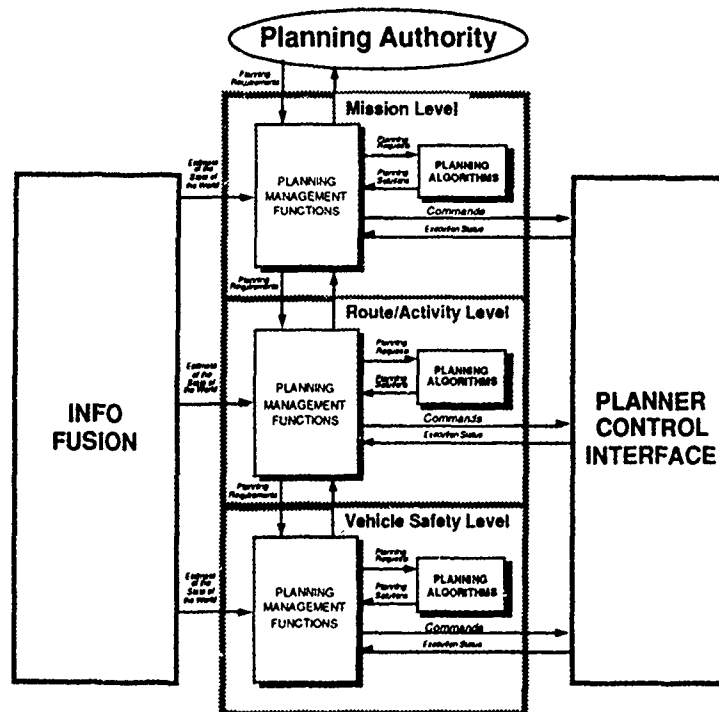 Planning Authority
Planning
Requirements
Mission Level
PLANNING
MANAGEMENT
FUNCTIONS
Planning
Requests
Planning
Solutions
PLANNING
ALGORITHMS
Estimate
of the
State of
the World
Commands
Execution Status
Planning
Requirements
Route/Activity Level
PLANNING
MANAGEMENT
FUNCTIONS
Planning
Requests
Planning
Solutions
PLANNING
ALGORITHMS
Estimate
of the
State of
the World
Commands
Execution Status
INFO
FUSION
PLANNER
CONTROL
INTERFACE
Planning
Requirements
Vehicle Safety Level
PLANNING
MANAGEMENT
FUNCTIONS
Planning
Requests
Planning
Solutions
PLANNING
ALGORITHMS
Estimate
of the
State of
the World
Commands
Execution Status